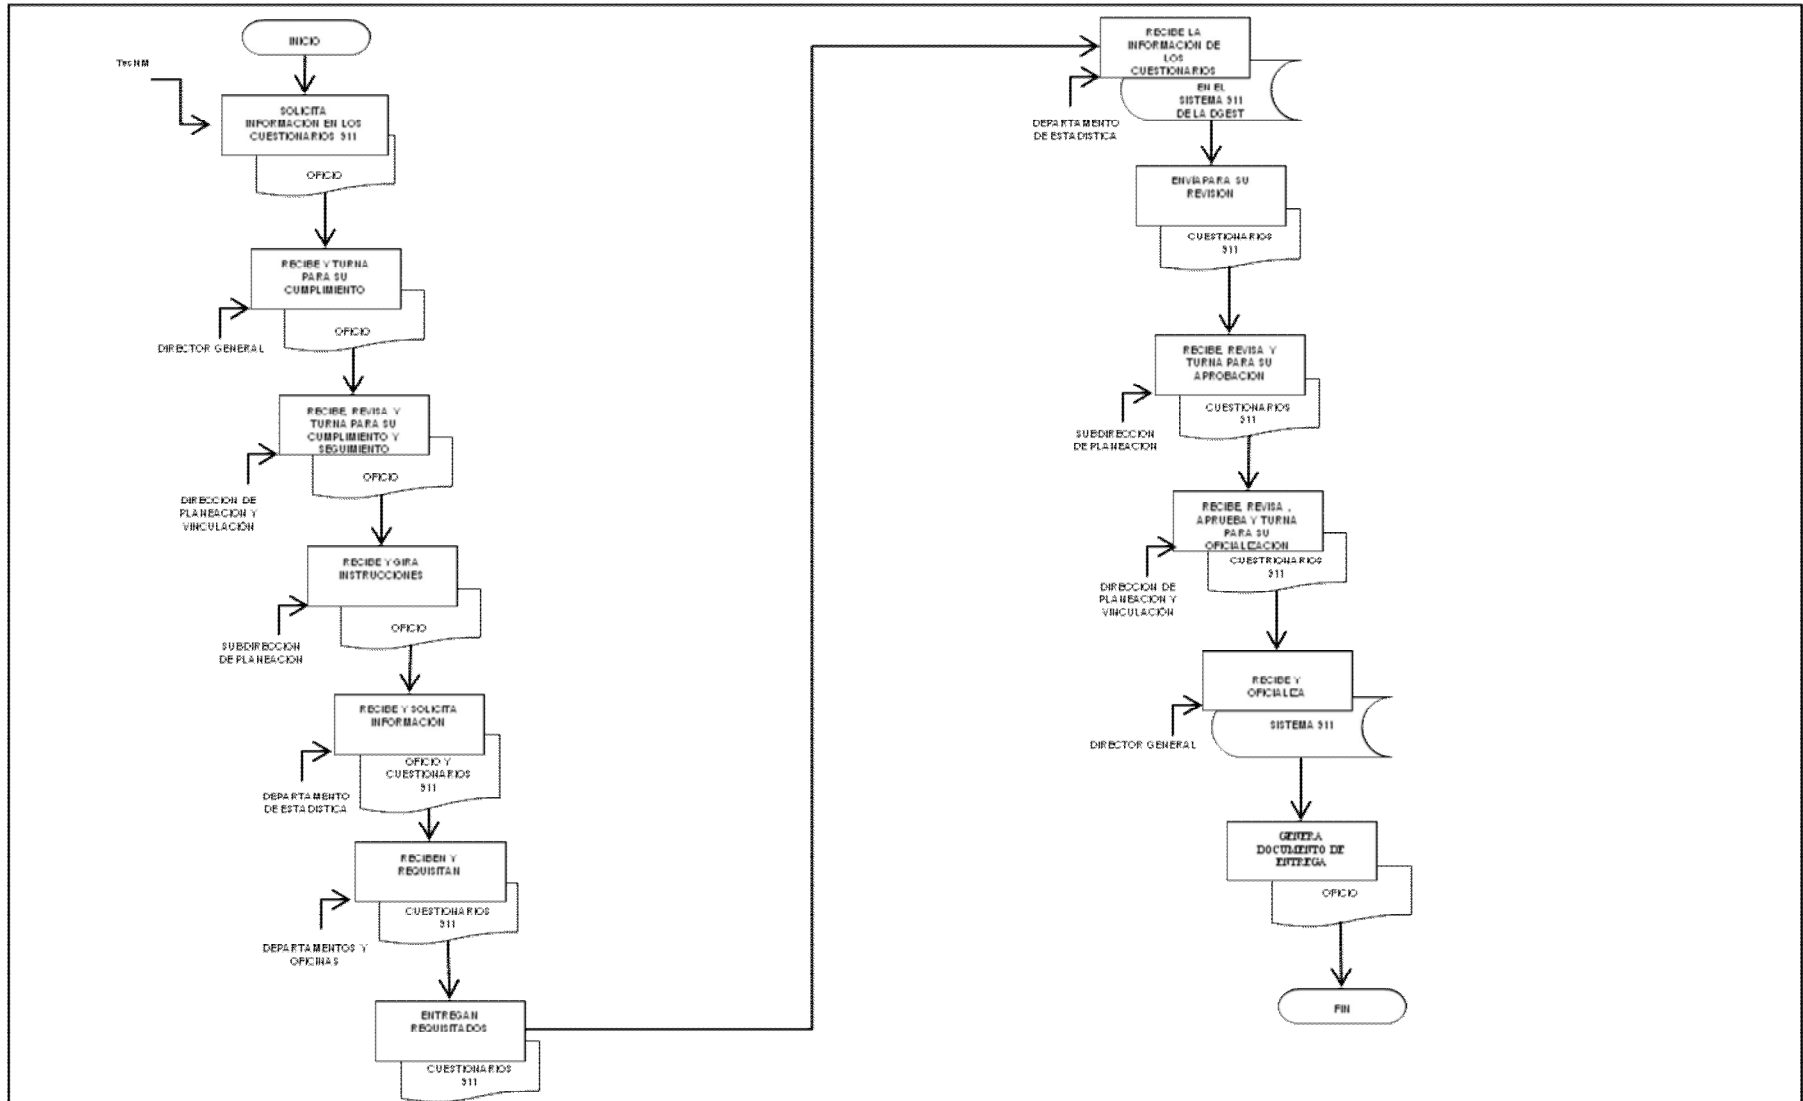 INICIO
TecNM
SOLICITA
INFORMACION EN LOS
CUESTIONARIOS 911
OFICIO
RECIBE Y TURNA
PARA SU
CUMPLIMIENTO
OFICIO
DIRECTOR GENERAL
RECIBE, REVISA Y
TURNA PARA SU
CUMPLIMIENTO Y
SEGUIMIENTO
OFICIO
DIRECCION DE
PLANEACION Y
VINCULACIÓN
RECIBE Y GIRA
INSTRUCCIONES
OFICIO
SUBDIRECCION
DE PLANEACION
RECIBE Y SOLICITA
INFORMACIÓN
OFICIO Y
CUESTIONARIOS
911
DEPARTAMENTO
DE ESTADISTICA
RECIBEN Y
REQUISITAN
CUESTIONARIOS
911
DEPARTAMENTOS Y
OFICINAS
ENTREGAN
REQUISITADOS
CUESTIONARIOS
911
RECIBE LA
INFORMACIÓN DE
LOS
CUESTIONARIOS
EN EL
SISTEMA 911
DE LA DGEST
DEPARTAMENTO
DE ESTADISTICA
ENVÍA PARA SU
REVISION
CUESTIONARIOS
911
RECIBE, REVISA Y
TURNA PARA SU
APROBACION
CUESTIONARIOS
911
SUBDIRECCION
DE PLANEACION
RECIBE, REVISA ,
APRUEBA Y TURNA
PARA SU
OFICIALIZACION
CUESTRIONARIOS
911
DIRECCION DE
PLANEACION Y
VINCULACIÓN
RECIBE Y
OFICIALIZA
SISTEMA 911
DIRECTOR GENERAL
GENERA
DOCUMENTO DE
ENTREGA
OFICIO
FIN